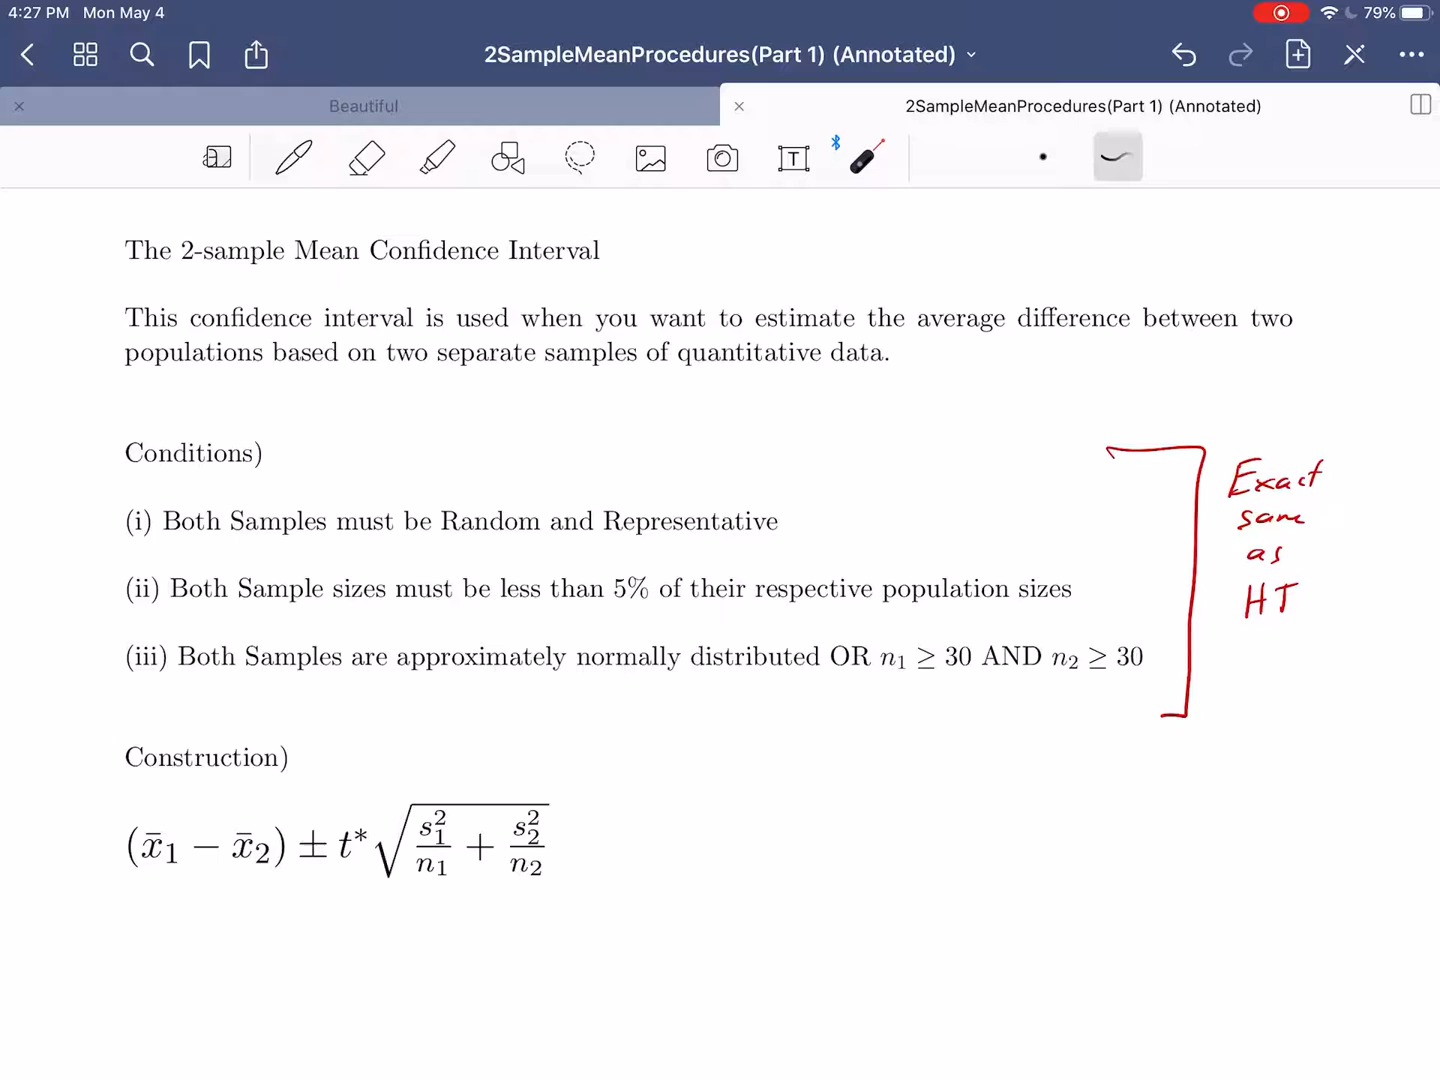 4:27 PM Mon May 4
79%
2SampleMeanProcedures(Part 1) (Annotated)
Beautiful
2SampleMeanProcedures(Part 1) (Annotated)
The 2-sample Mean Confidence Interval
This confidence interval is used when you want to estimate the average difference between two
populations based on two separate samples of quantitative data.
Conditions)
(i) Both Samples must be Random and Representative
(ii) Both Sample sizes must be less than 5% of their respective population sizes
(iii) Both Samples are approximately normally distributed OR n₁ ≥ 30 AND n₂ ≥ 30
Exact
same
as
HT
Construction)
(x̄₁ − x̄₂) ± t* √(s₁²/n₁ + s₂²/n₂)